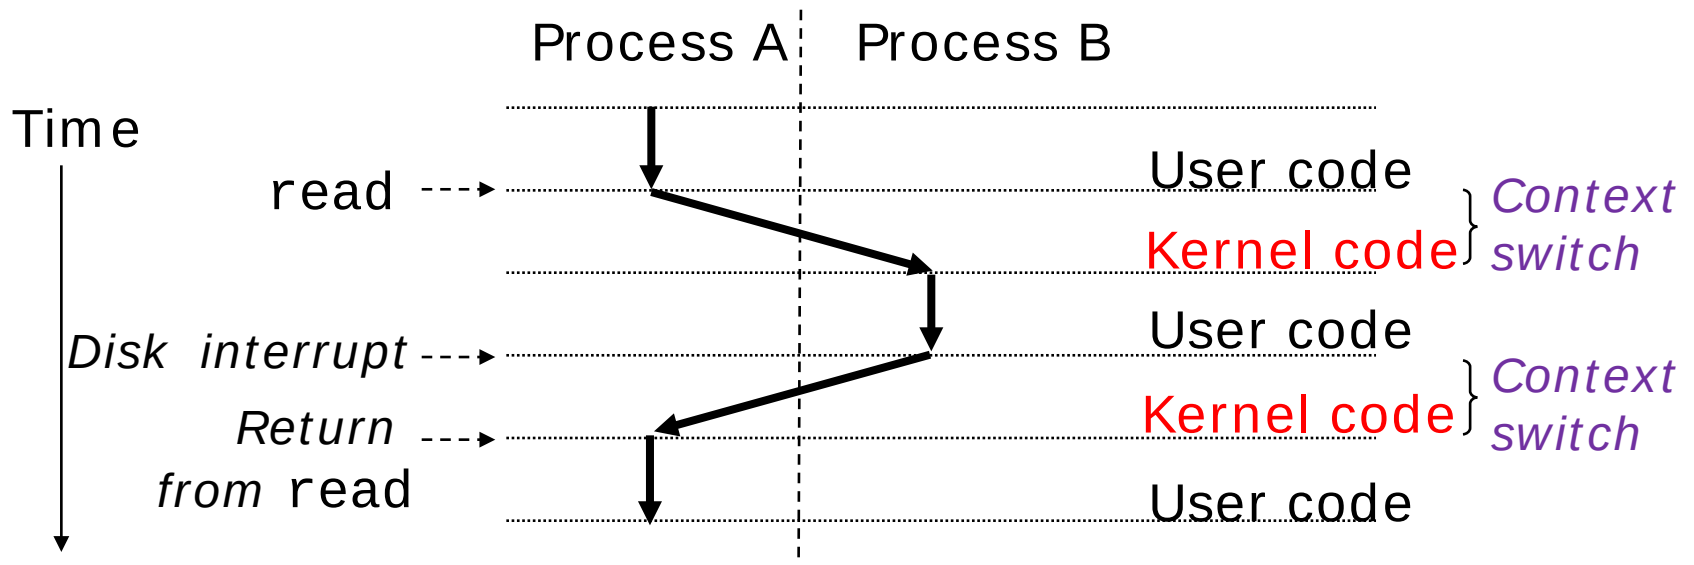 Process A
Process B
Time
User code
read
Context
switch
Kernel code
User code
Disk interrupt
Context
switch
Kernel code
Return
from read
User code